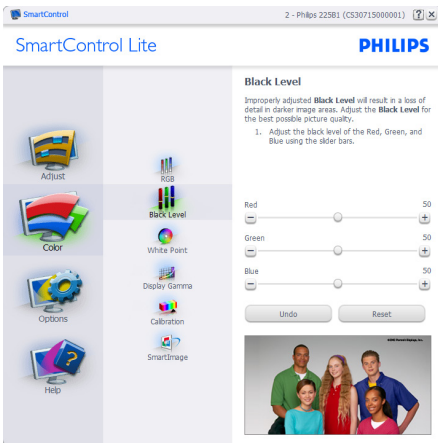 SmartControl
2 - Philips 225B1 (CS30715000001)
SmartControl Lite
PHILIPS
Adjust
Color
Options
Help
RGB
Black Level
White Point
Display Gamma
Calibration
SmartImage
Black Level
Improperly adjusted Black Level will result in a loss of
detail in darker image areas. Adjust the Black Level for
the best possible picture quality.
1. Adjust the black level of the Red, Green, and
Blue using the slider bars.
Red 50
Green 50
Blue 50
Undo Reset